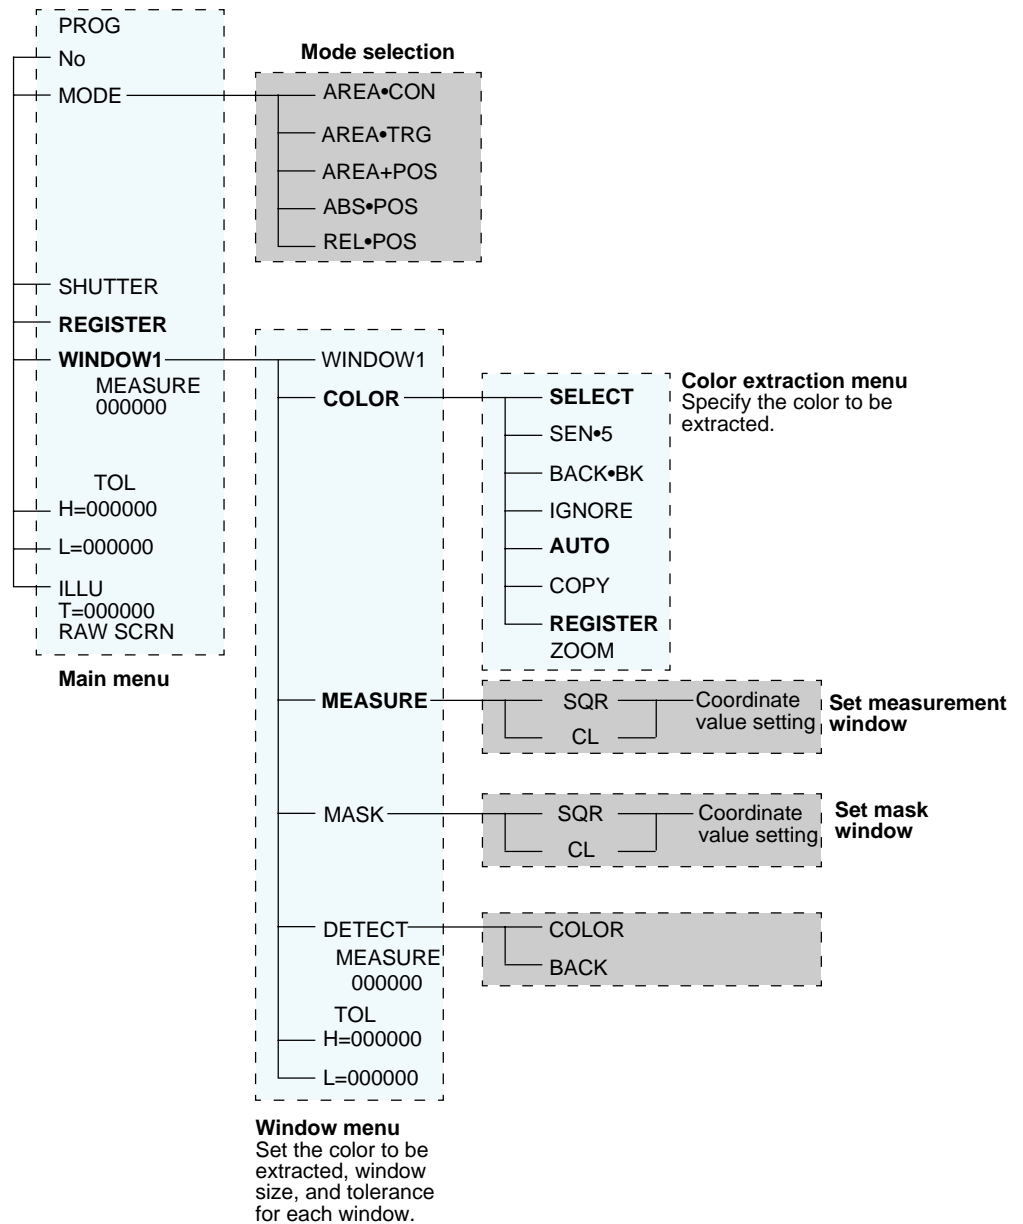 PROG
No
MODE
Mode selection
AREA•CON
AREA•TRG
AREA+POS
ABS•POS
REL•POS
SHUTTER
REGISTER
WINDOW1
MEASURE
000000
TOL
H=000000
L=000000
ILLU
T=000000
RAW SCRN
Main menu
WINDOW1
COLOR
SELECT
SEN•5
BACK•BK
IGNORE
AUTO
COPY
REGISTER
ZOOM
Color extraction menu
Specify the color to be
extracted.
MEASURE
SQR
CL
Coordinate
value setting
Set measurement
window
MASK
SQR
CL
Coordinate
value setting
Set mask
window
DETECT
COLOR
BACK
MEASURE
000000
TOL
H=000000
L=000000
Window menu
Set the color to be
extracted, window
size, and tolerance
for each window.